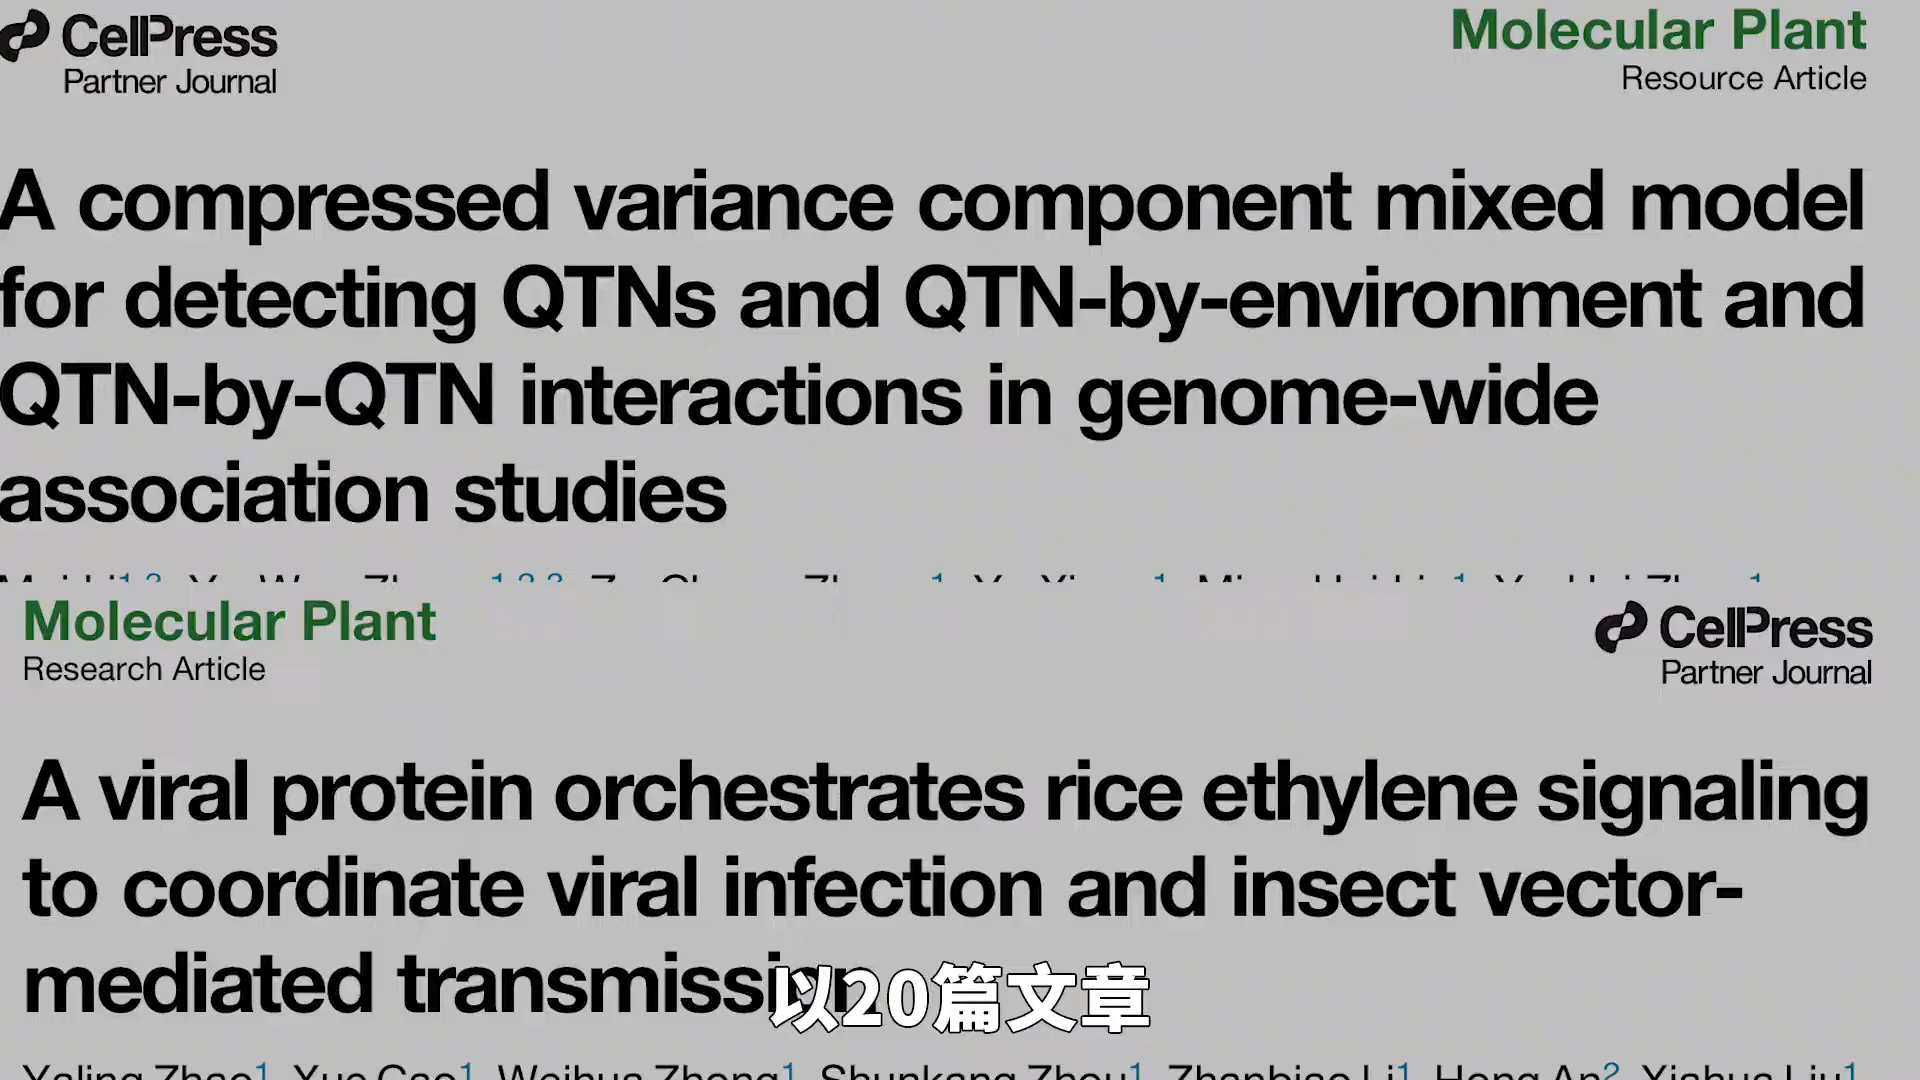 CellPress
Partner Journal
Molecular Plant
Resource Article
A compressed variance component mixed model
for detecting QTNs and QTN-by-environment and
QTN-by-QTN interactions in genome-wide
association studies
Molecular Plant
Research Article
CellPress
Partner Journal
A viral protein orchestrates rice ethylene signaling
to coordinate viral infection and insect vector-
mediated transmission
以20篇文章